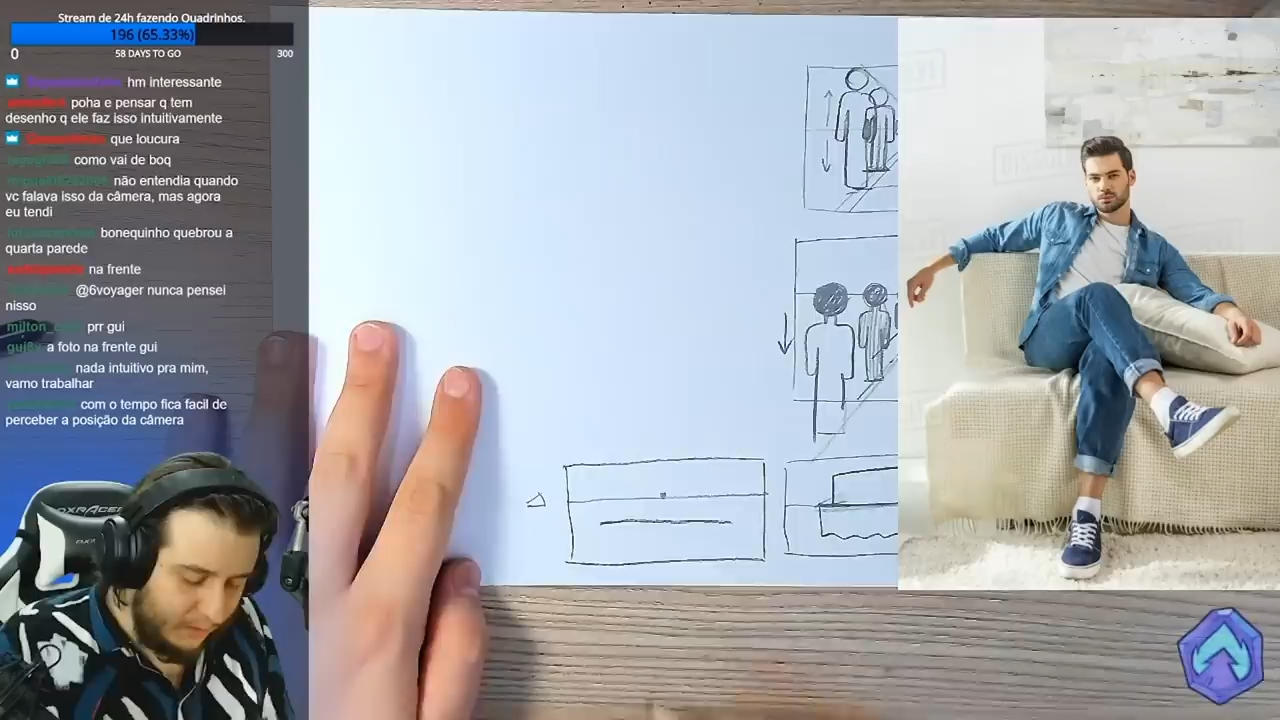 Stream de 24h fazendo Quadrinhos.
196 (65.33%)
0
58 DAYS TO GO
300
hm interessante
poha e pensar q tem
desenho q ele faz isso intuitivamente
que loucura
como vai de boq
não entendia quando
vc falava isso da câmera, mas agora
eu tendi
bonequinho quebrou a
quarta parede
na frente
@6voyager nunca pensei
nisso
prr gui
a foto na frente gui
nada intuitivo pra mim,
vamo trabalhar
com o tempo fica facil de
perceber a posição da câmera